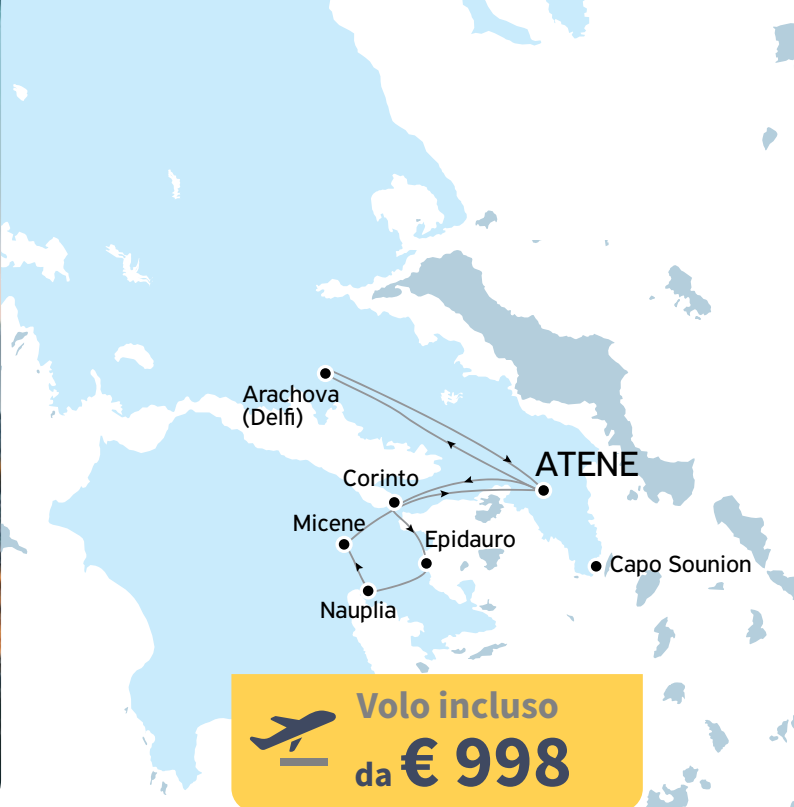 Arachova
(Delfi)
ATENE
Corinto
Micene
Epidauro
Capo Sounion
Nauplia
Volo incluso
da € 998